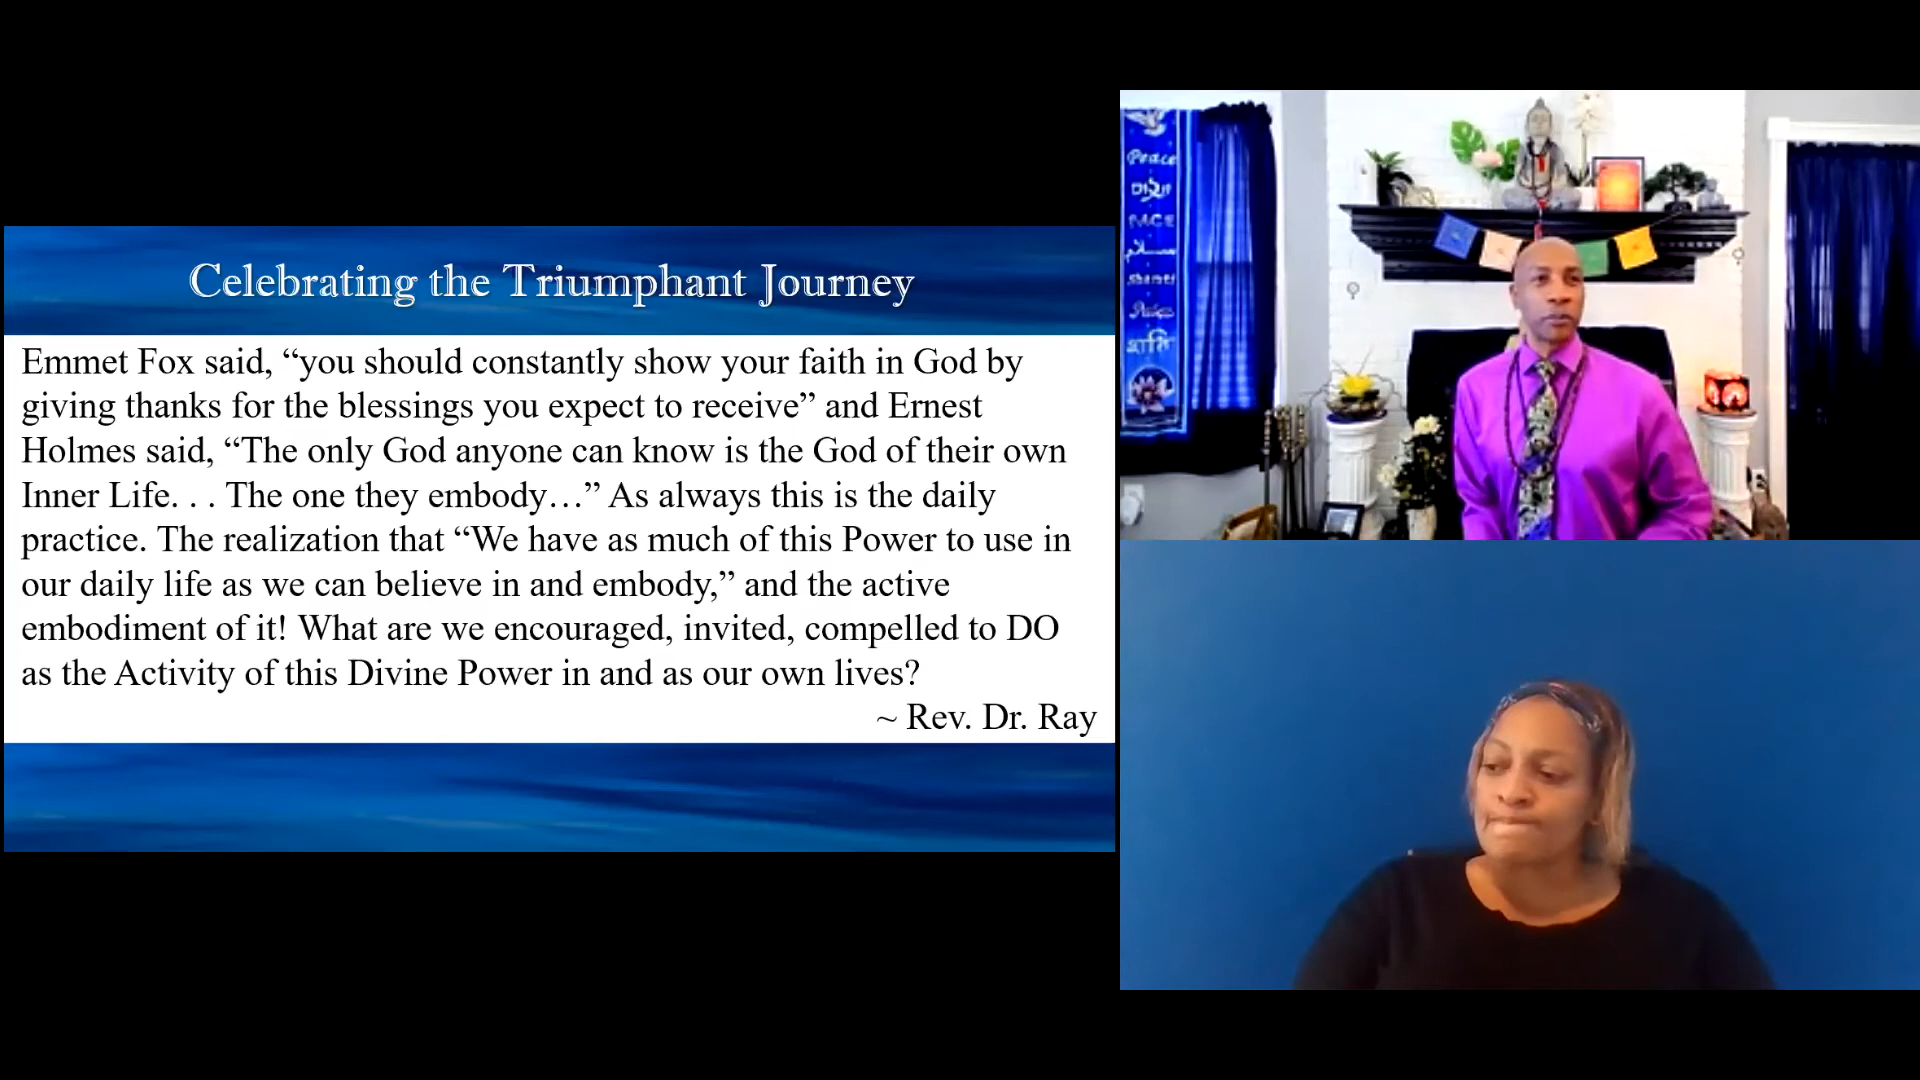 Celebrating the Triumphant Journey
Emmet Fox said, “you should constantly show your faith in God by
giving thanks for the blessings you expect to receive” and Ernest
Holmes said, “The only God anyone can know is the God of their own
Inner Life. . . The one they embody…” As always this is the daily
practice. The realization that “We have as much of this Power to use in
our daily life as we can believe in and embody,” and the active
embodiment of it! What are we encouraged, invited, compelled to DO
as the Activity of this Divine Power in and as our own lives?
~ Rev. Dr. Ray
Peace
שלום
PACE
shanti